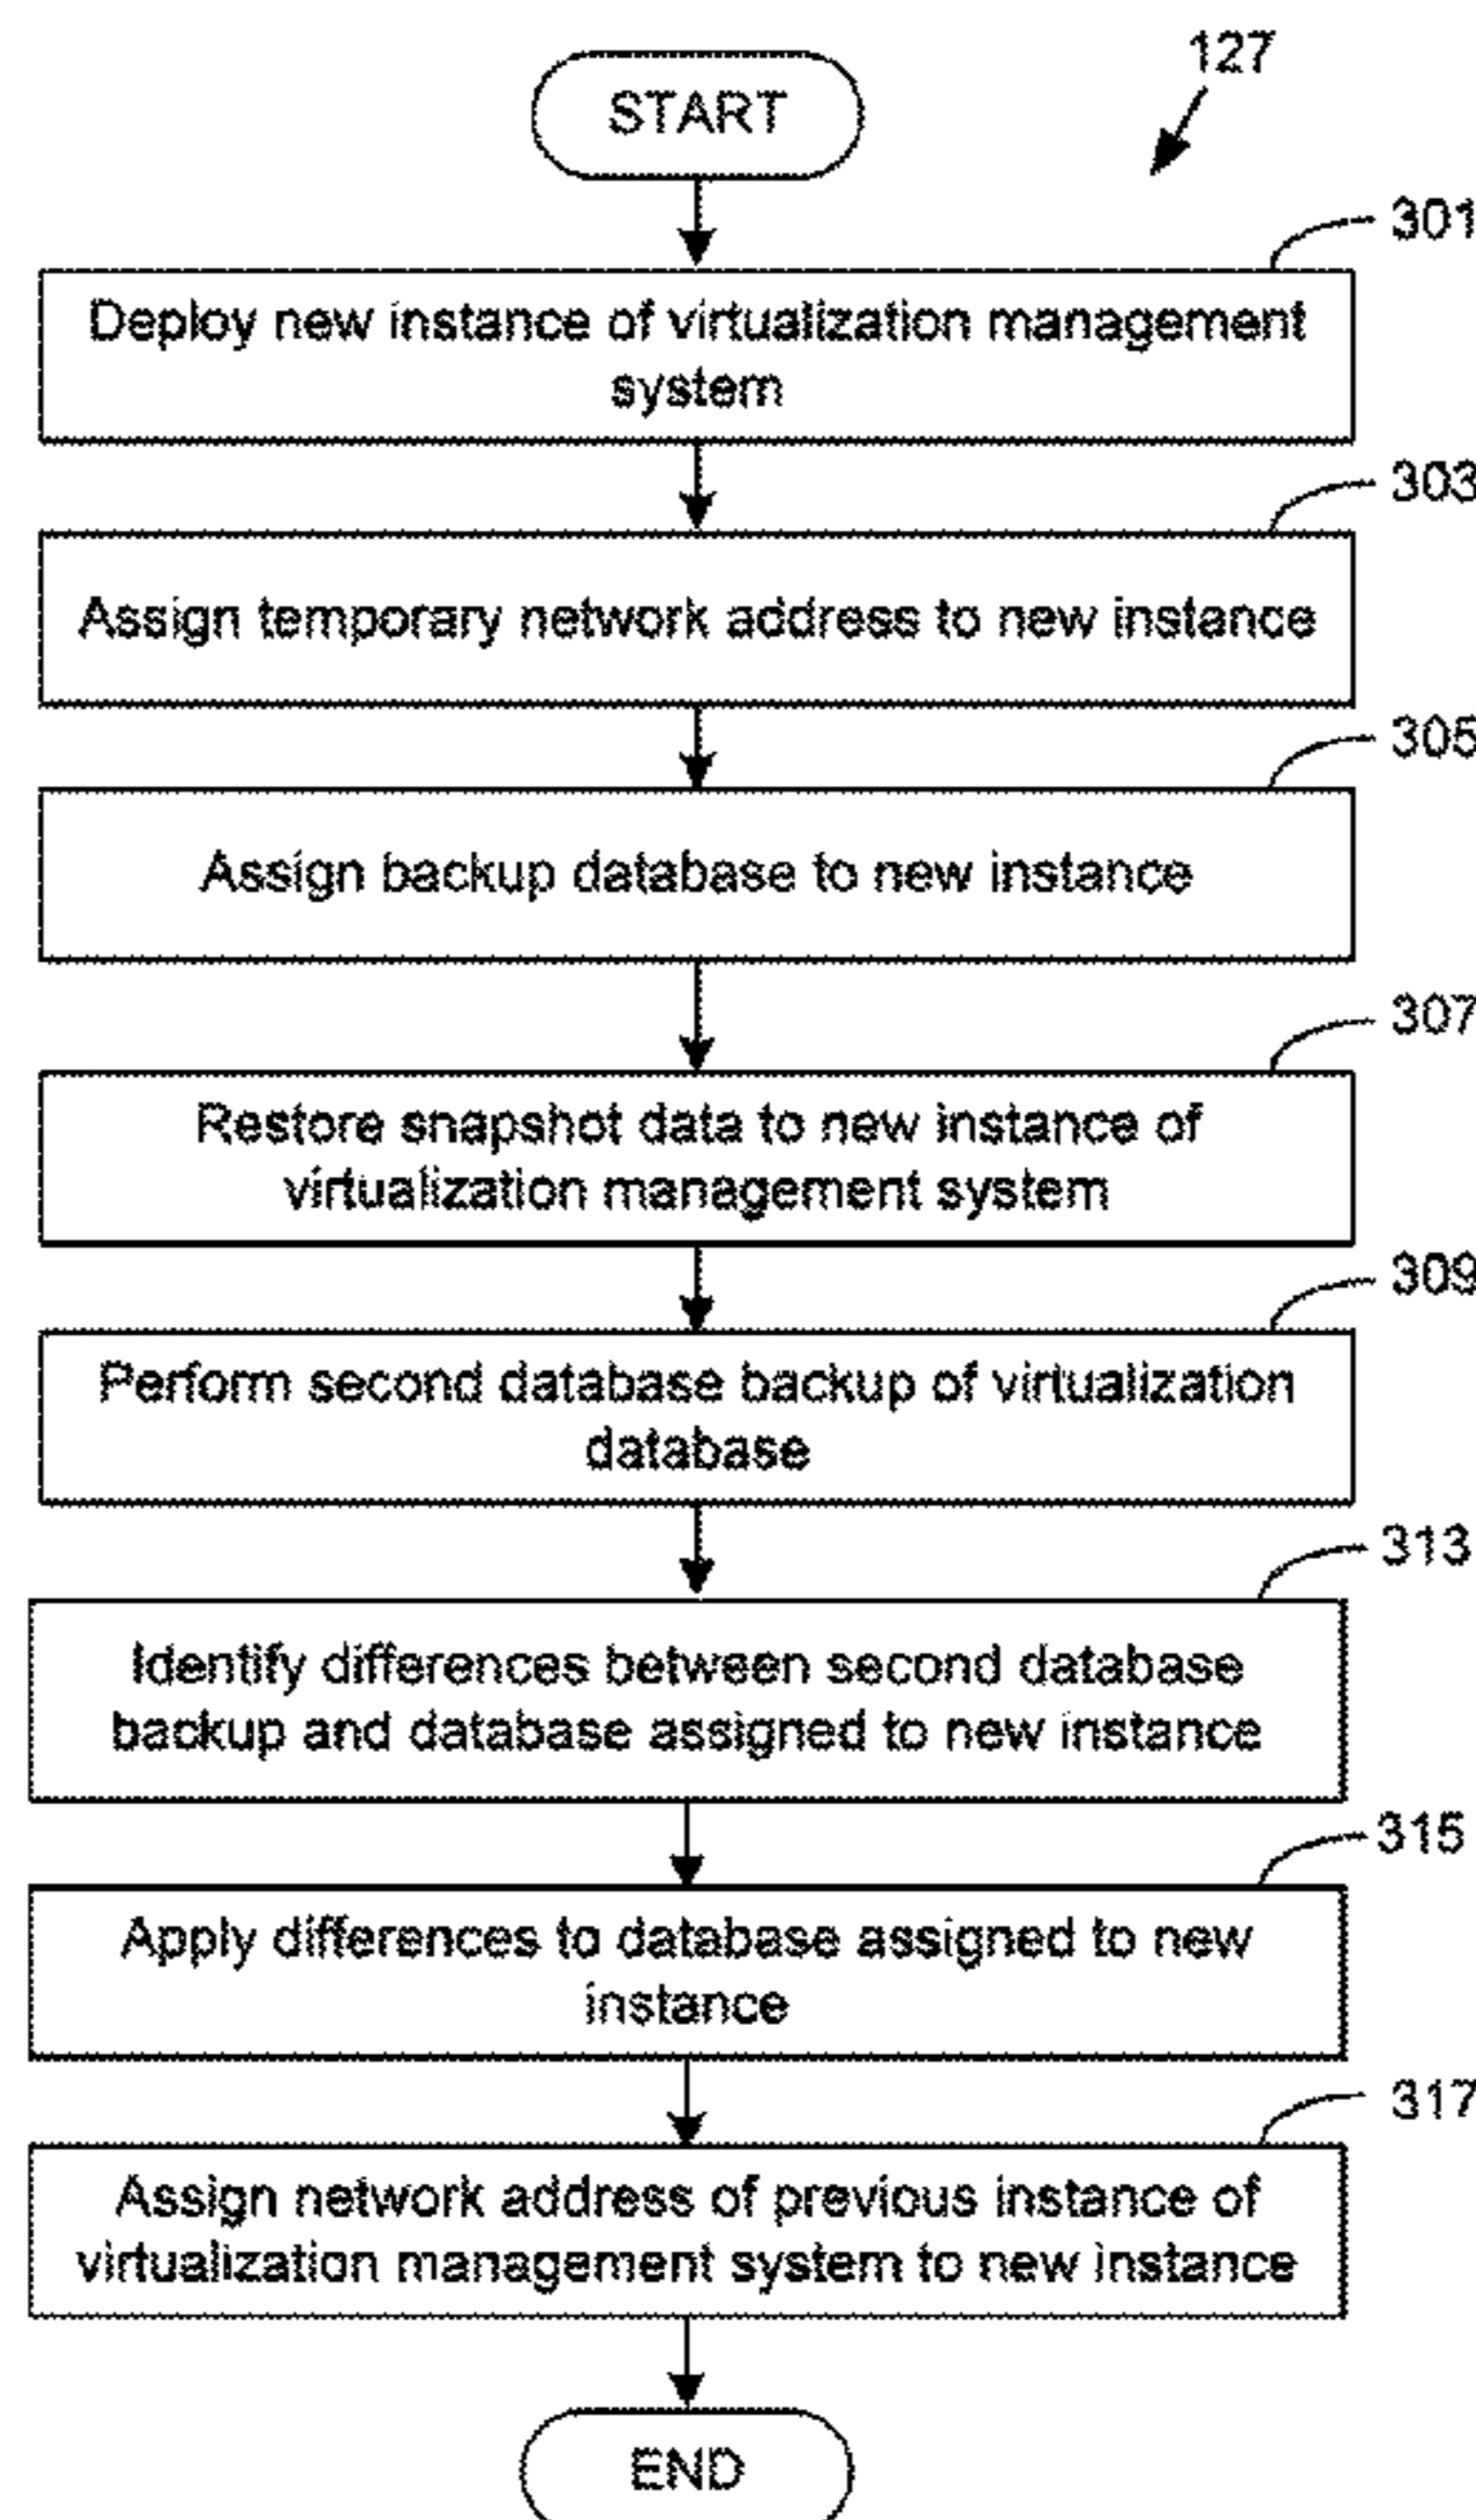 127
START
301
Deploy new instance of virtualization management
system
303
Assign temporary network address to new instance
305
Assign backup database to new instance
307
Restore snapshot data to new instance of
virtualization management system
309
Perform second database backup of virtualization
database
313
Identify differences between second database
backup and database assigned to new instance
315
Apply differences to database assigned to new
instance
317
Assign network address of previous instance of
virtualization management system to new instance
END